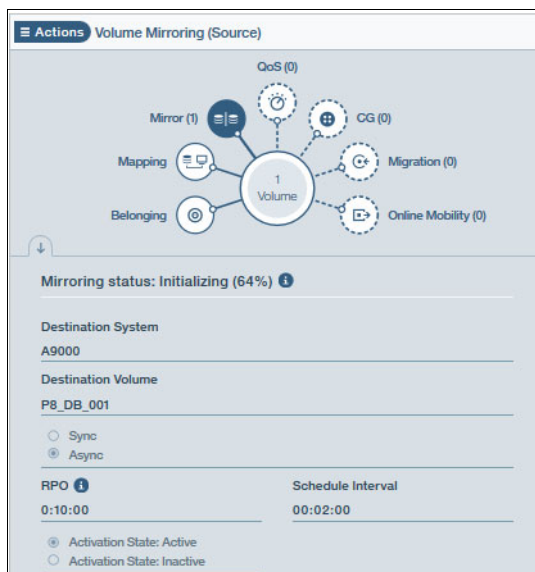 Actions Volume Mirroring (Source)
QoS (0)
Mirror (1)
CG (0)
Mapping
Migration (0)
1
Volume
Belonging
Online Mobility (0)
Mirroring status: Initializing (64%)
Destination System
A9000
Destination Volume
P8_DB_001
Sync
Async
RPO Schedule Interval
0:10:00 00:02:00
Activation State: Active
Activation State: Inactive